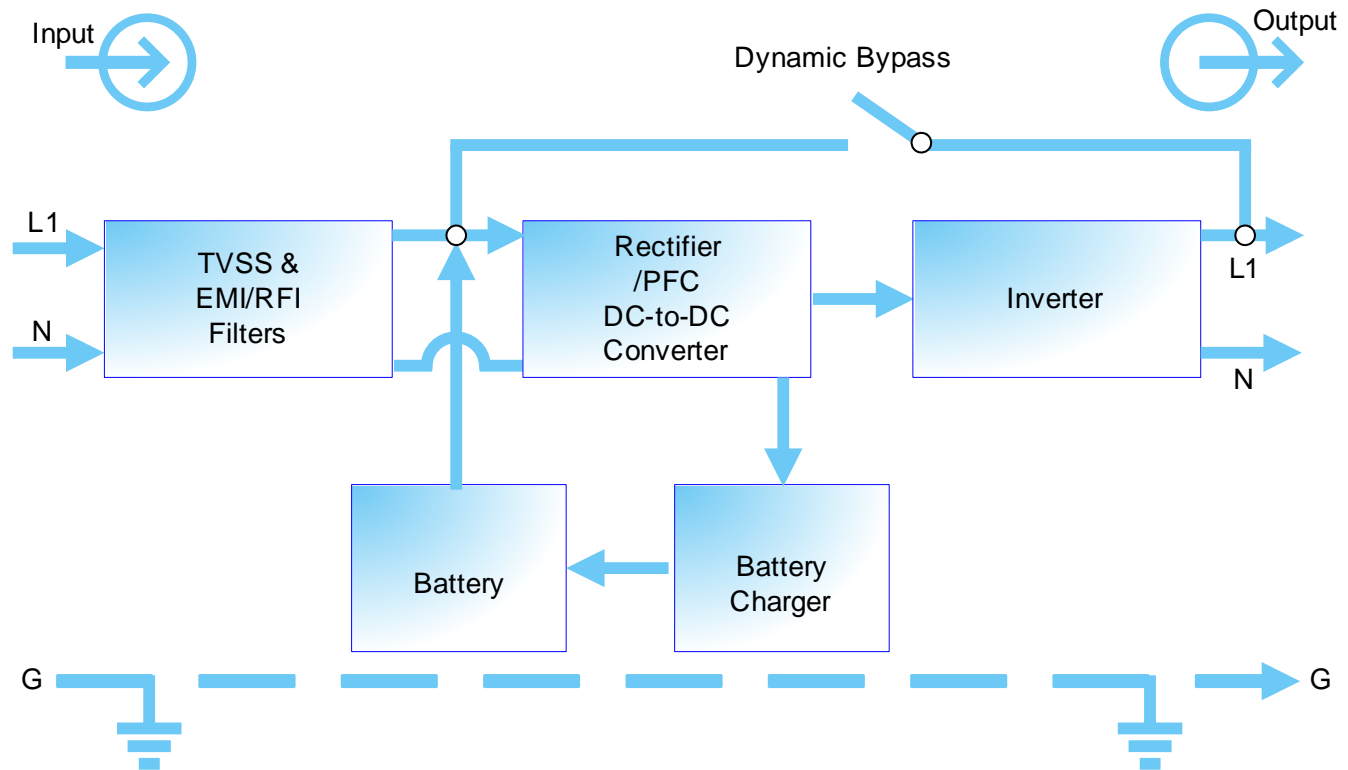 Input
Output
Dynamic Bypass
L1
TVSS &
EMI/RFI
Filters
Rectifier
/PFC
DC-to-DC
Converter
Inverter
L1
N
N
Battery
Battery
Charger
G
G